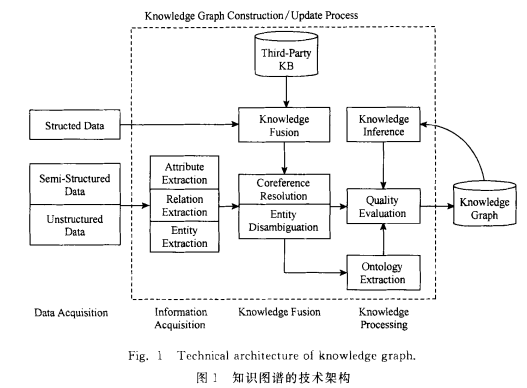 Knowledge Graph Construction/Update Process
Third-Party
KB
Structed Data
Knowledge
Fusion
Knowledge
Inference
Semi-Structured
Data
Unstructured
Data
Attribute
Extraction
Relation
Extraction
Entity
Extraction
Coreference
Resolution
Entity
Disambiguation
Quality
Evaluation
Knowledge
Graph
Ontology
Extraction
Data Acquisition
Information
Acquisition
Knowledge Fusion
Knowledge
Processing
Fig. 1 Technical architecture of knowledge graph.
图1 知识图谱的技术架构